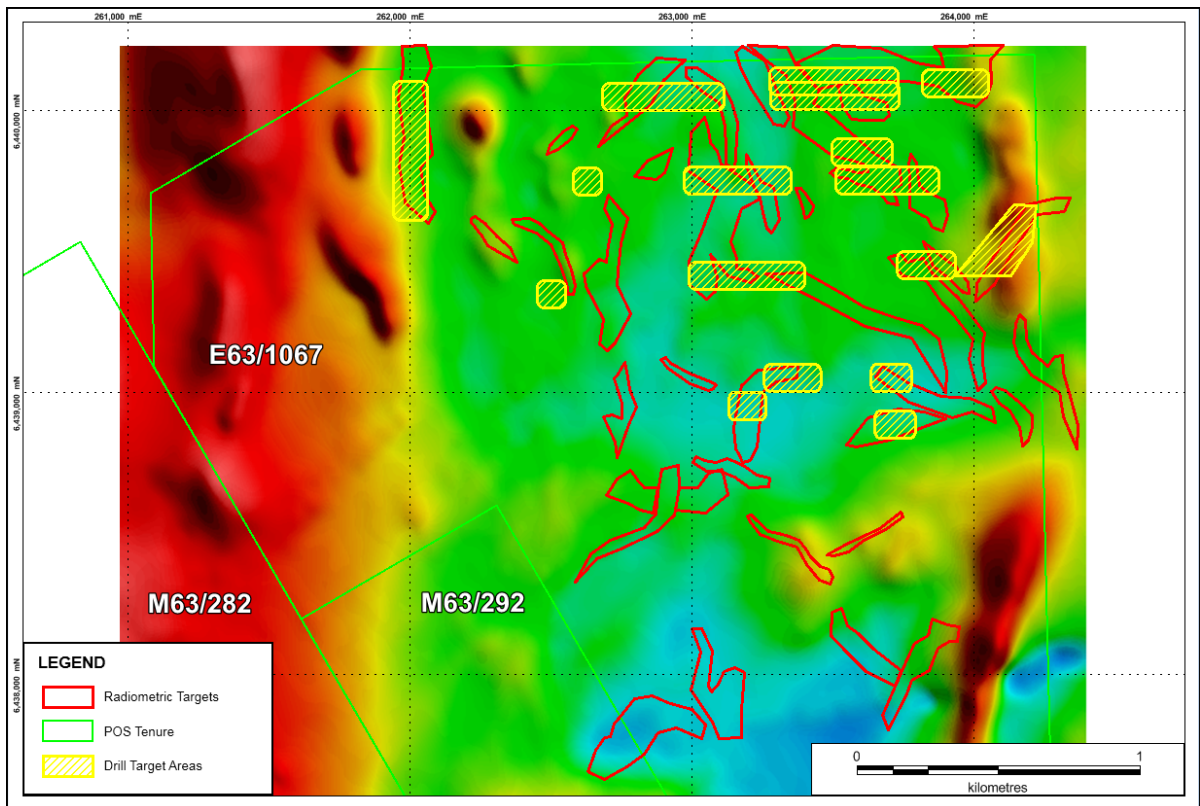 261,000 mE
262,000 mE
263,000 mE
264,000 mE
6,440,000 mN
6,439,000 mN
6,438,000 mN
E63/1067
M63/282
M63/292
LEGEND
Radiometric Targets
POS Tenure
Drill Target Areas
0
1
kilometres